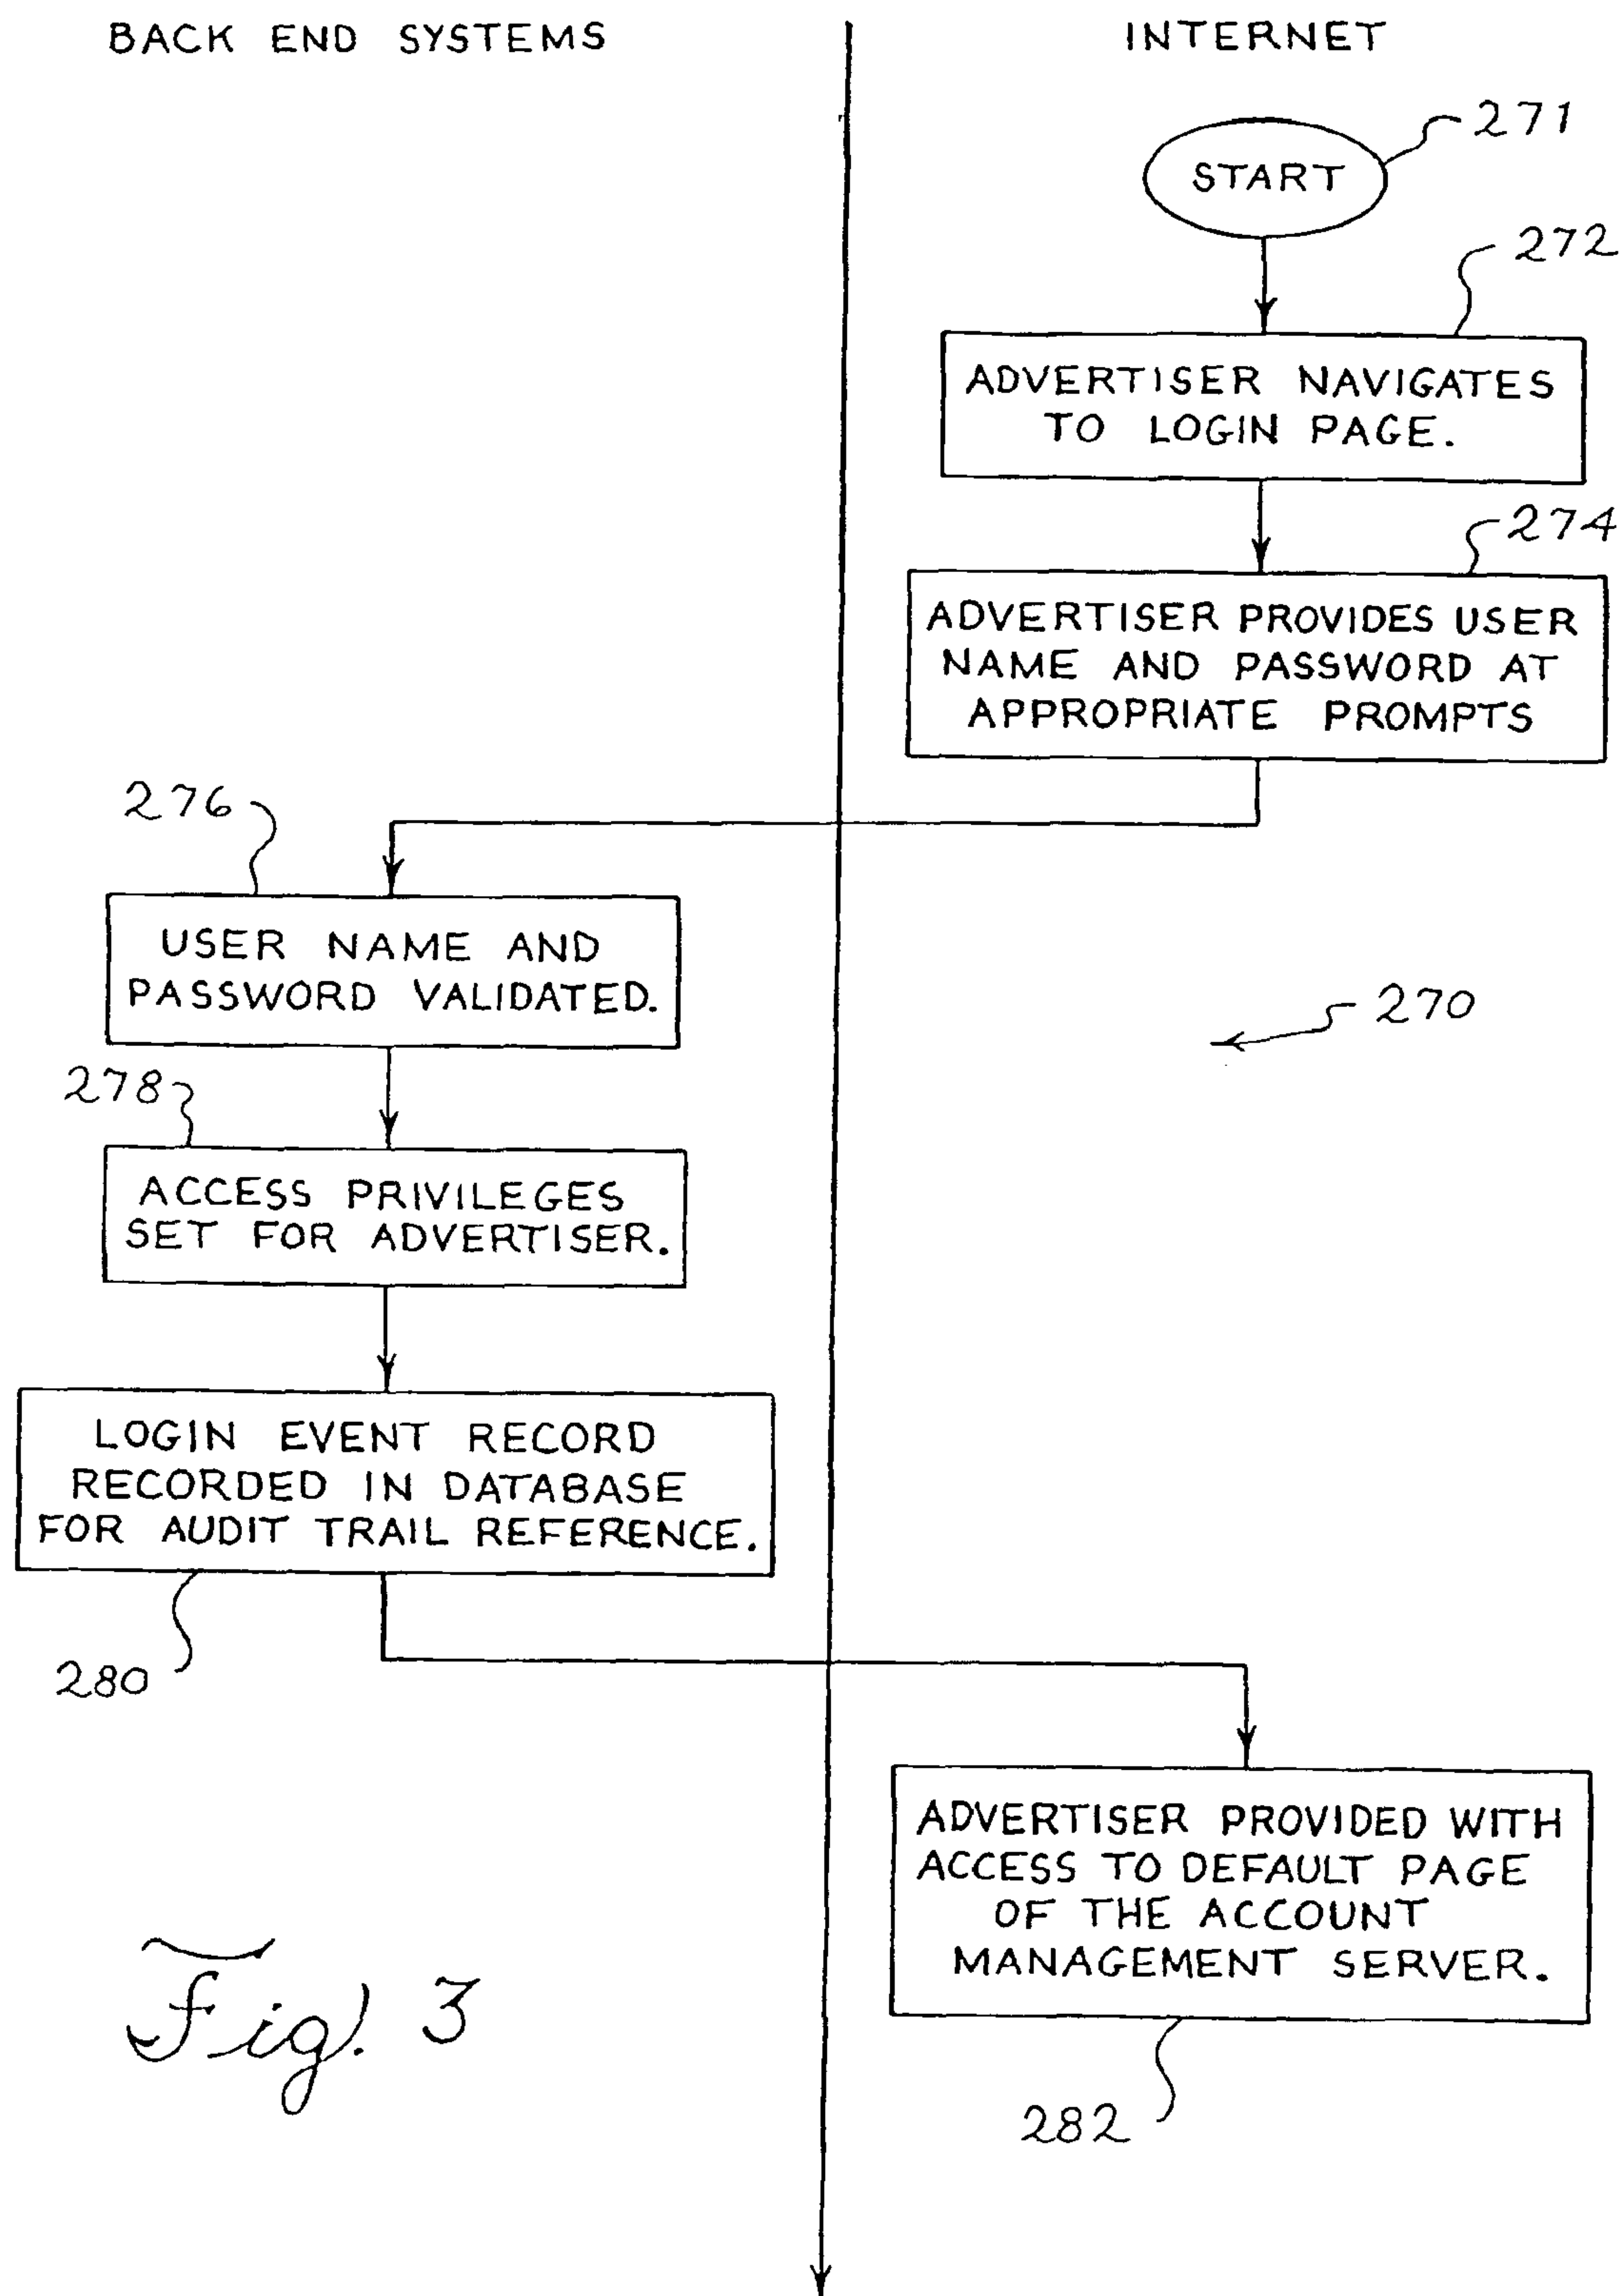 BACK END SYSTEMS
INTERNET
START
271
272
ADVERTISER NAVIGATES
TO LOGIN PAGE.
274
ADVERTISER PROVIDES USER
NAME AND PASSWORD AT
APPROPRIATE PROMPTS
276
USER NAME AND
PASSWORD VALIDATED.
270
278
ACCESS PRIVILEGES
SET FOR ADVERTISER.
LOGIN EVENT RECORD
RECORDED IN DATABASE
FOR AUDIT TRAIL REFERENCE.
280
ADVERTISER PROVIDED WITH
ACCESS TO DEFAULT PAGE
OF THE ACCOUNT
MANAGEMENT SERVER.
282
Fig. 3